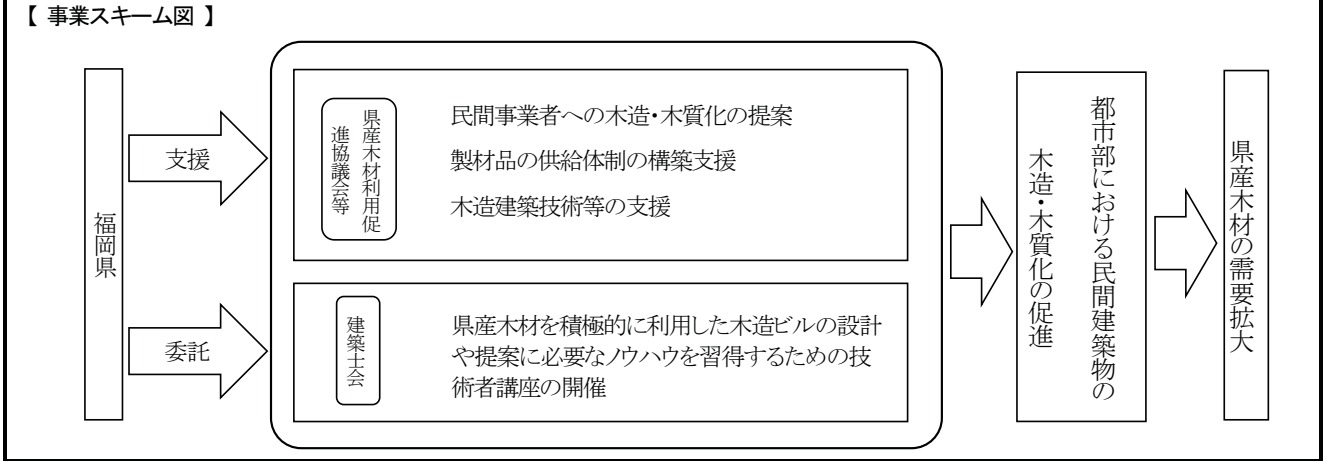 【 事業スキーム図 】
福岡県
支援
委託
県産木材利用促
進協議会等
民間事業者への木造・木質化の提案
製材品の供給体制の構築支援
木造建築技術等の支援
建築士会
県産木材を積極的に利用した木造ビルの設計
や提案に必要なノウハウを習得するための技
術者講座の開催
都市部における民間建築物の
木造・木質化の促進
県産木材の需要拡大